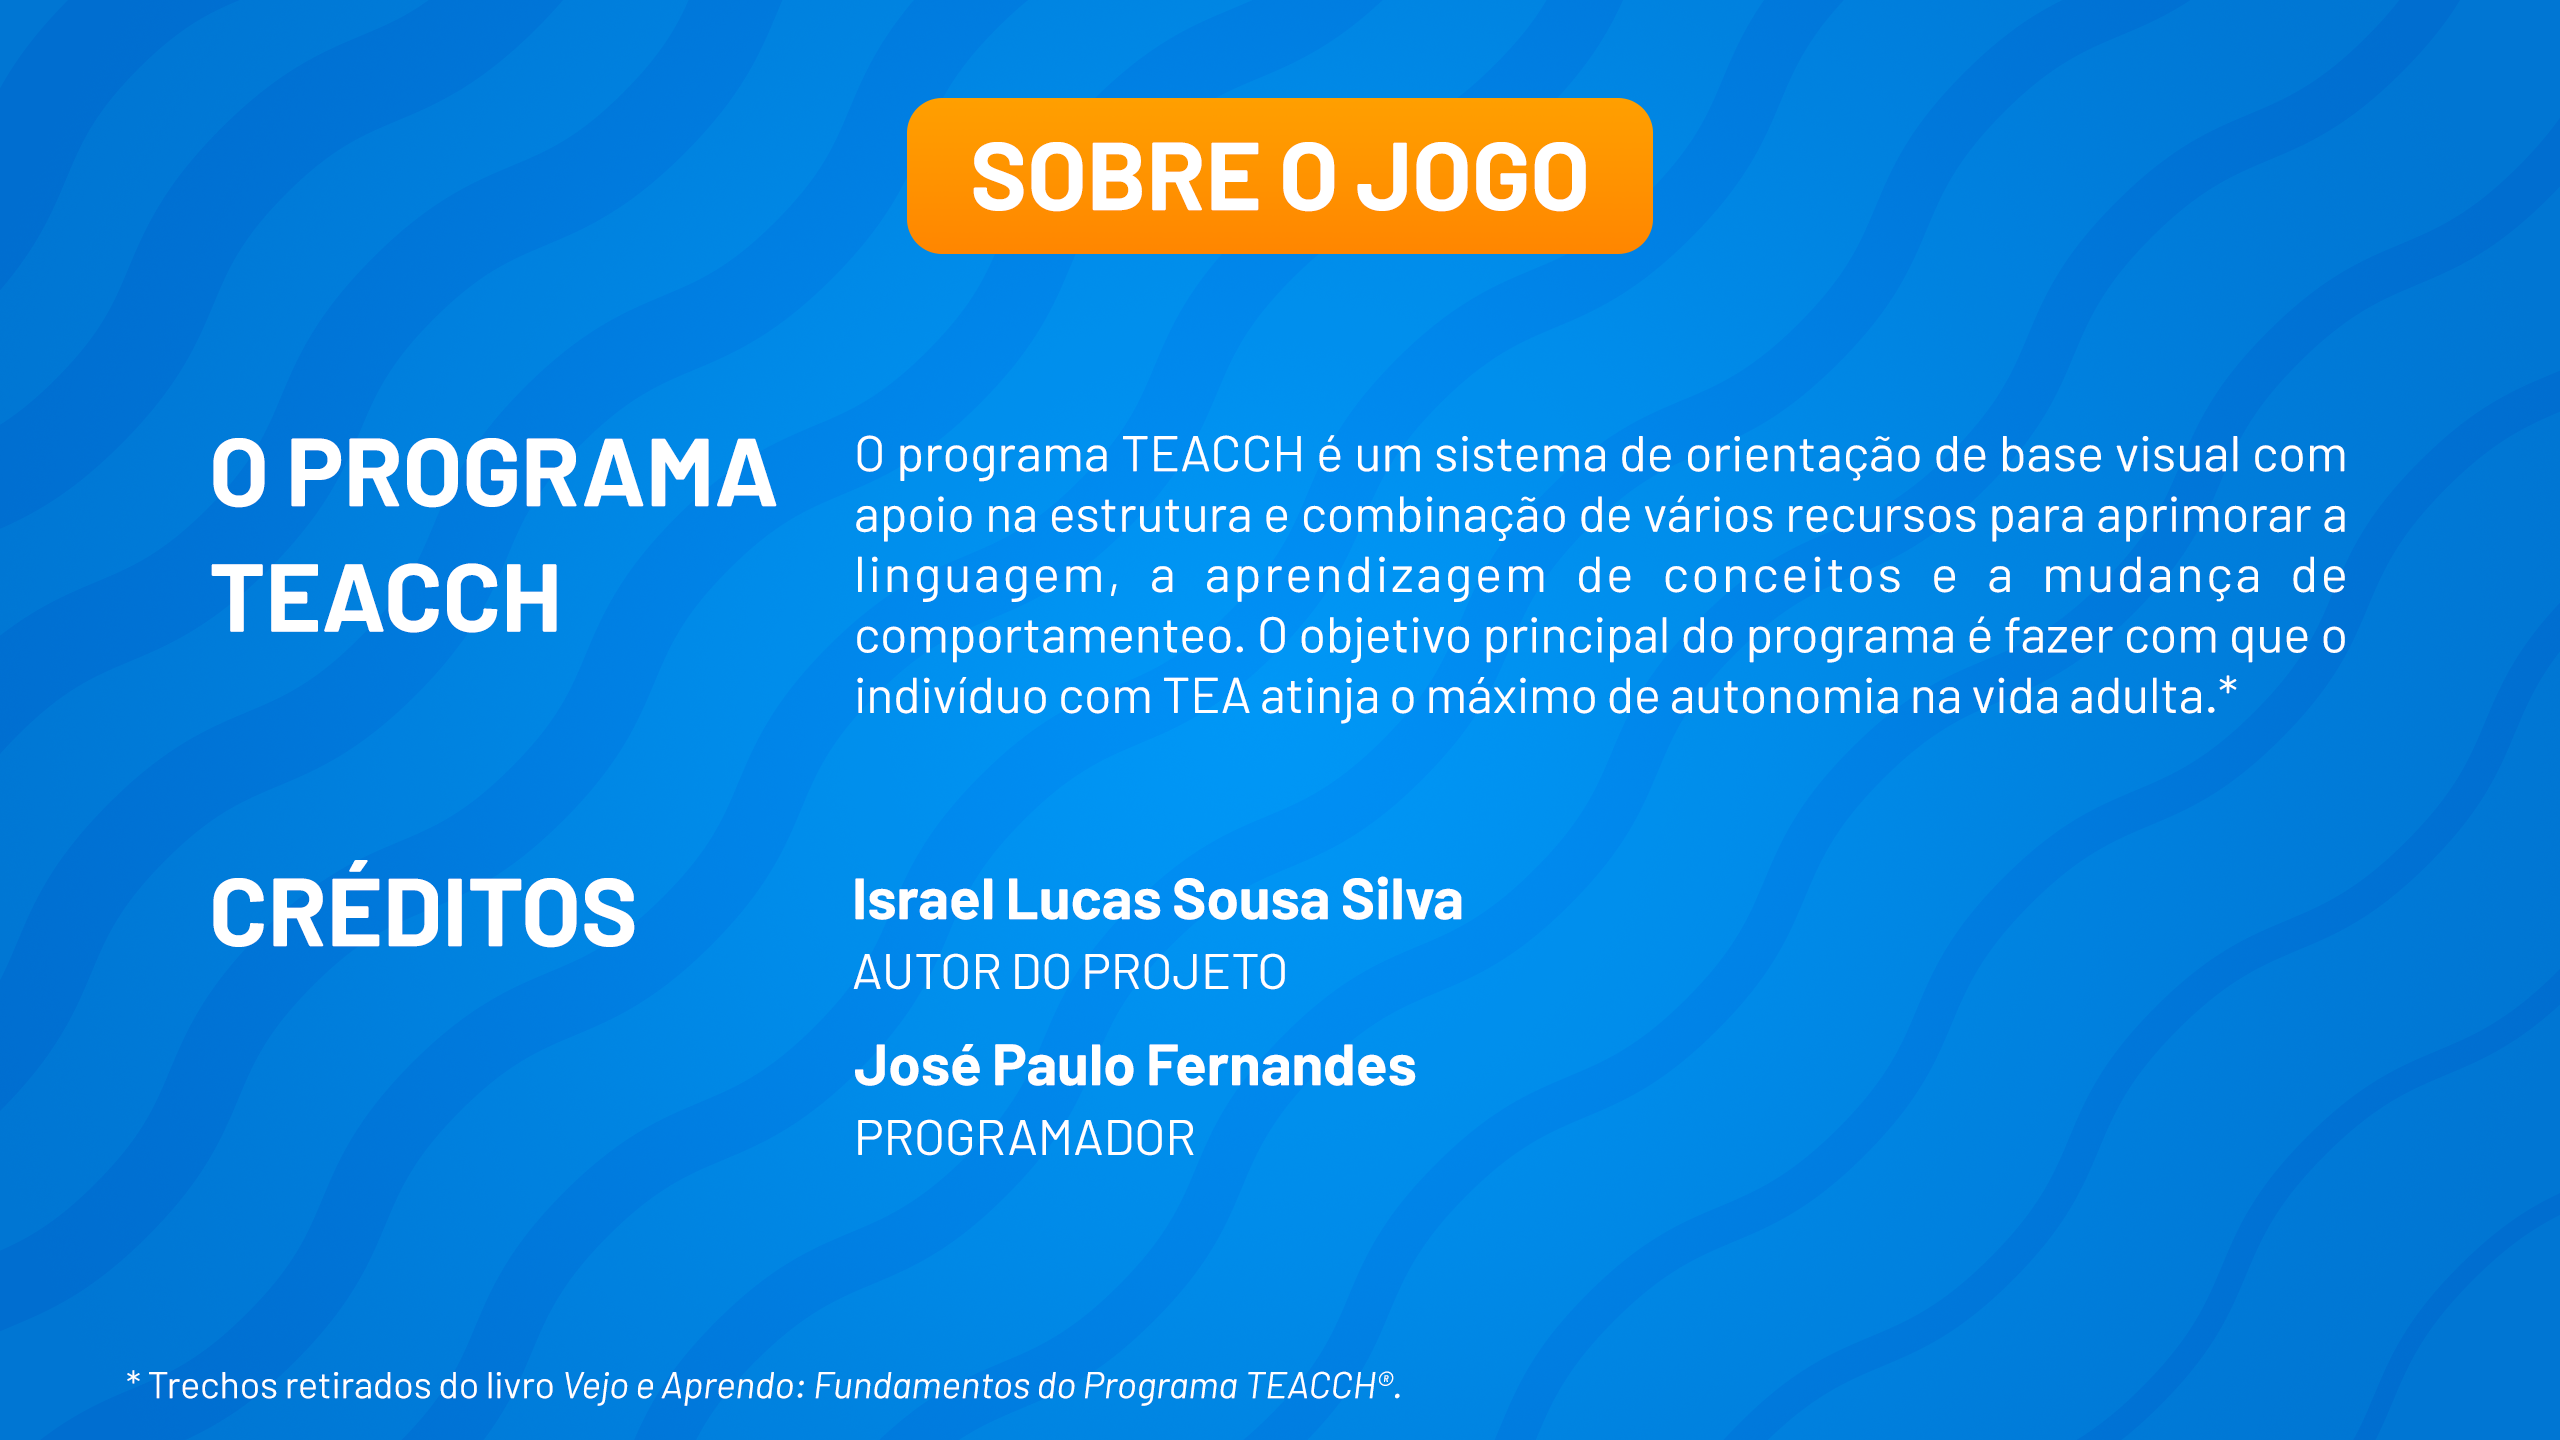 SOBRE O JOGO
O PROGRAMA
TEACCH
O programa TEACCH é um sistema de orientação de base visual com
apoio na estrutura e combinação de vários recursos para aprimorar a
linguagem, a aprendizagem de conceitos e a mudança de
comportamenteo. O objetivo principal do programa é fazer com que o
indivíduo com TEA atinja o máximo de autonomia na vida adulta.*
CRÉDITOS
Israel Lucas Sousa Silva
AUTOR DO PROJETO
José Paulo Fernandes
PROGRAMADOR
* Trechos retirados do livro Vejo e Aprendo: Fundamentos do Programa TEACCH®.